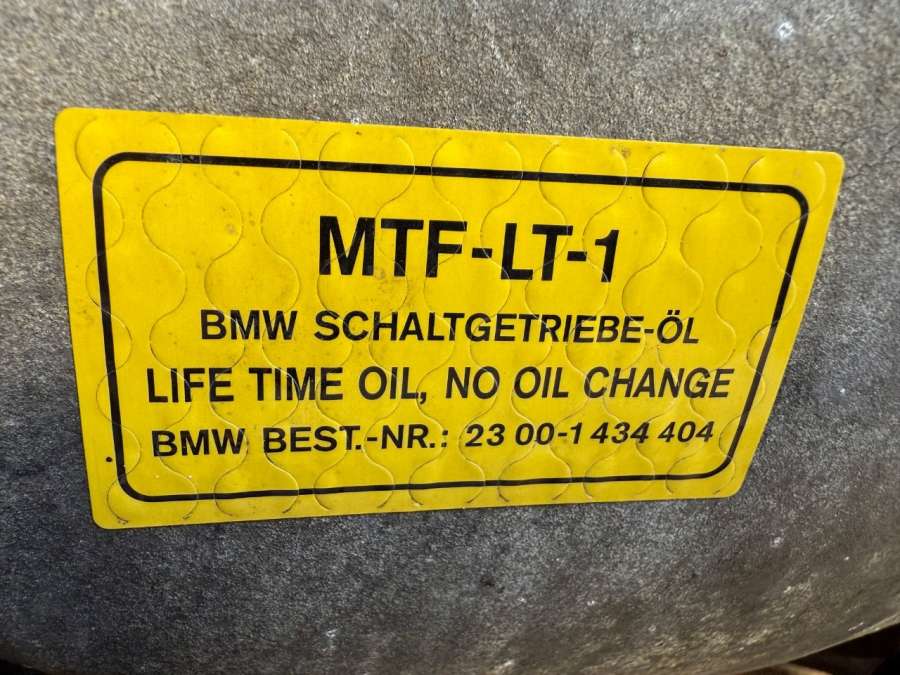 MTF-LT-1
BMW SCHALTGETRIEBE-ÖL
LIFE TIME OIL, NO OIL CHANGE
BMW BEST.-NR.: 23 00-1 434 404